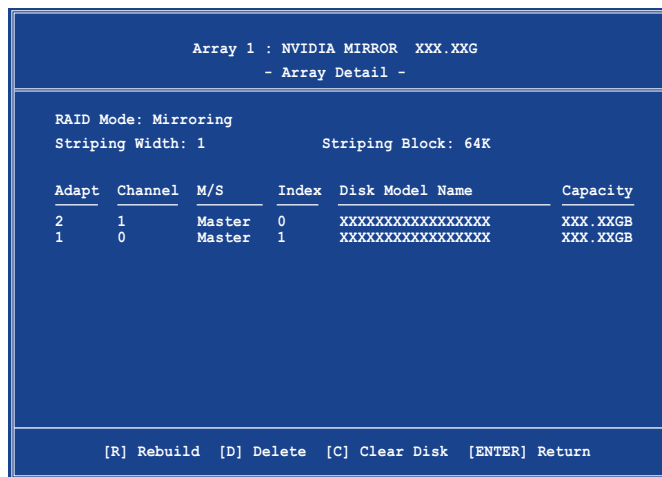 Array 1 : NVIDIA MIRROR XXX.XXG
- Array Detail -
RAID Mode: Mirroring
Striping Width: 1 Striping Block: 64K
Adapt Channel M/S Index Disk Model Name Capacity
2 1 Master 0 XXXXXXXXXXXXXXXXX XXX.XXGB
1 0 Master 1 XXXXXXXXXXXXXXXXX XXX.XXGB
[R] Rebuild [D] Delete [C] Clear Disk [ENTER] Return